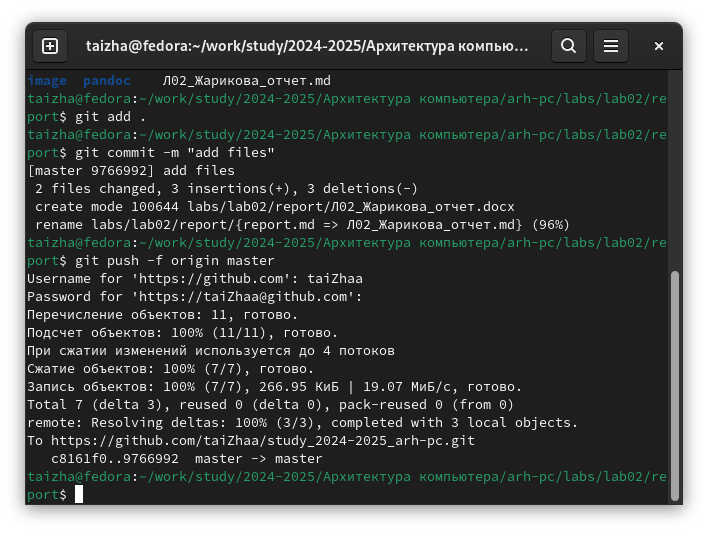 taizha@fedora:~/work/study/2024-2025/Архитектура компью...
image  pandoc    Л02_Жарикова_отчет.md
taizha@fedora:~/work/study/2024-2025/Архитектура компьютера/arh-pc/labs/lab02/re
port$ git add .
taizha@fedora:~/work/study/2024-2025/Архитектура компьютера/arh-pc/labs/lab02/re
port$ git commit -m "add files"
[master 9766992] add files
 2 files changed, 3 insertions(+), 3 deletions(-)
 create mode 100644 labs/lab02/report/Л02_Жарикова_отчет.docx
 rename labs/lab02/report/{report.md => Л02_Жарикова_отчет.md} (96%)
taizha@fedora:~/work/study/2024-2025/Архитектура компьютера/arh-pc/labs/lab02/re
port$ git push -f origin master
Username for 'https://github.com': taiZhaa
Password for 'https://taiZhaa@github.com':
Перечисление объектов: 11, готово.
Подсчет объектов: 100% (11/11), готово.
При сжатии изменений используется до 4 потоков
Сжатие объектов: 100% (7/7), готово.
Запись объектов: 100% (7/7), 266.95 КиБ | 19.07 МиБ/с, готово.
Total 7 (delta 3), reused 0 (delta 0), pack-reused 0 (from 0)
remote: Resolving deltas: 100% (3/3), completed with 3 local objects.
To https://github.com/taiZhaa/study_2024-2025_arh-pc.git
   c8161f0..9766992  master -> master
taizha@fedora:~/work/study/2024-2025/Архитектура компьютера/arh-pc/labs/lab02/re
port$